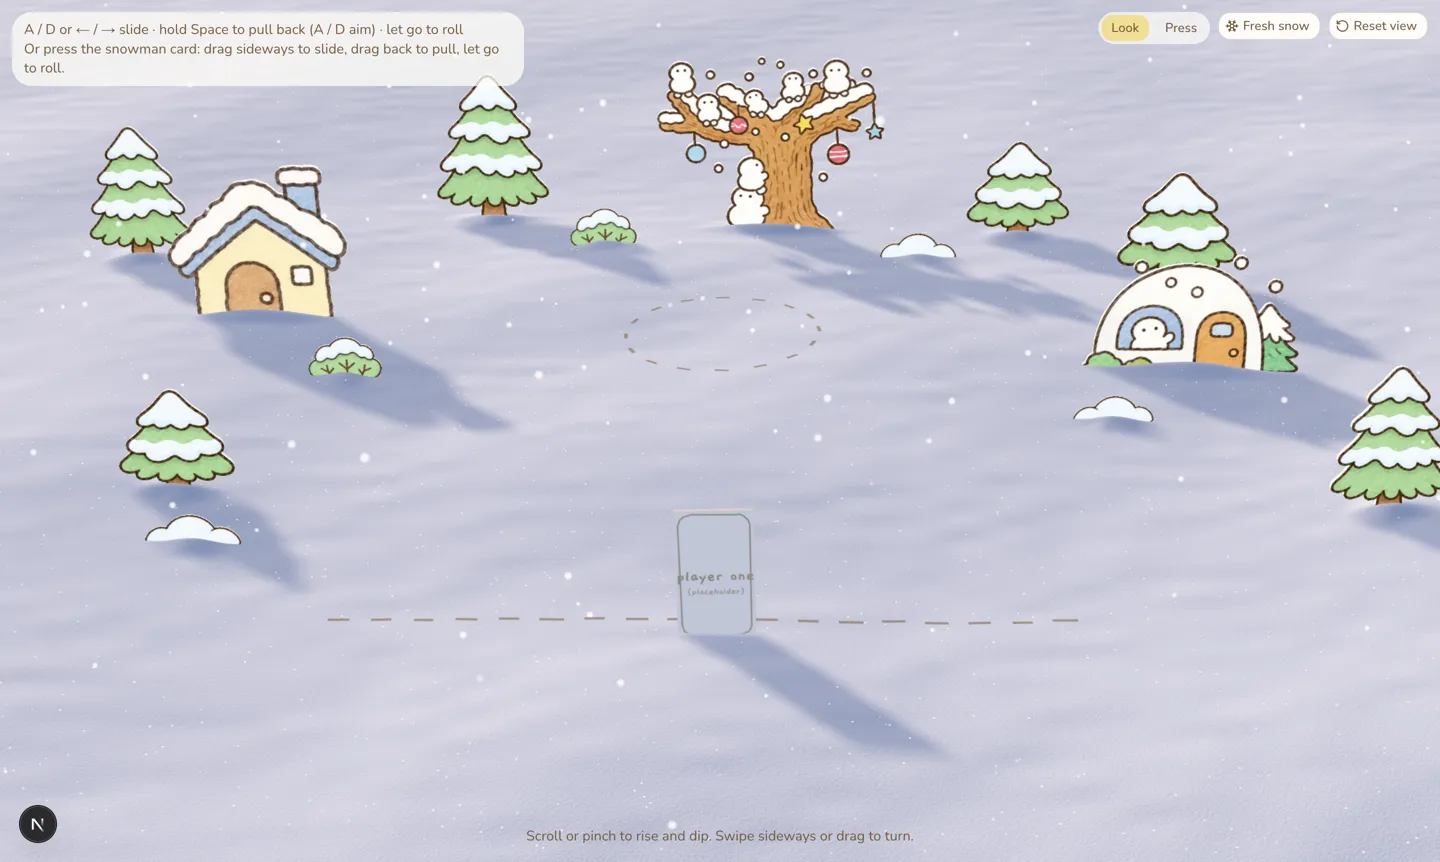 A / D or ← / → slide · hold Space to pull back (A / D aim) · let go to roll
Or press the snowman card: drag sideways to slide, drag back to pull, let go
to roll.
Look
Press
Fresh snow
Reset view
player one
(placeholder)
N
Scroll or pinch to rise and dip. Swipe sideways or drag to turn.